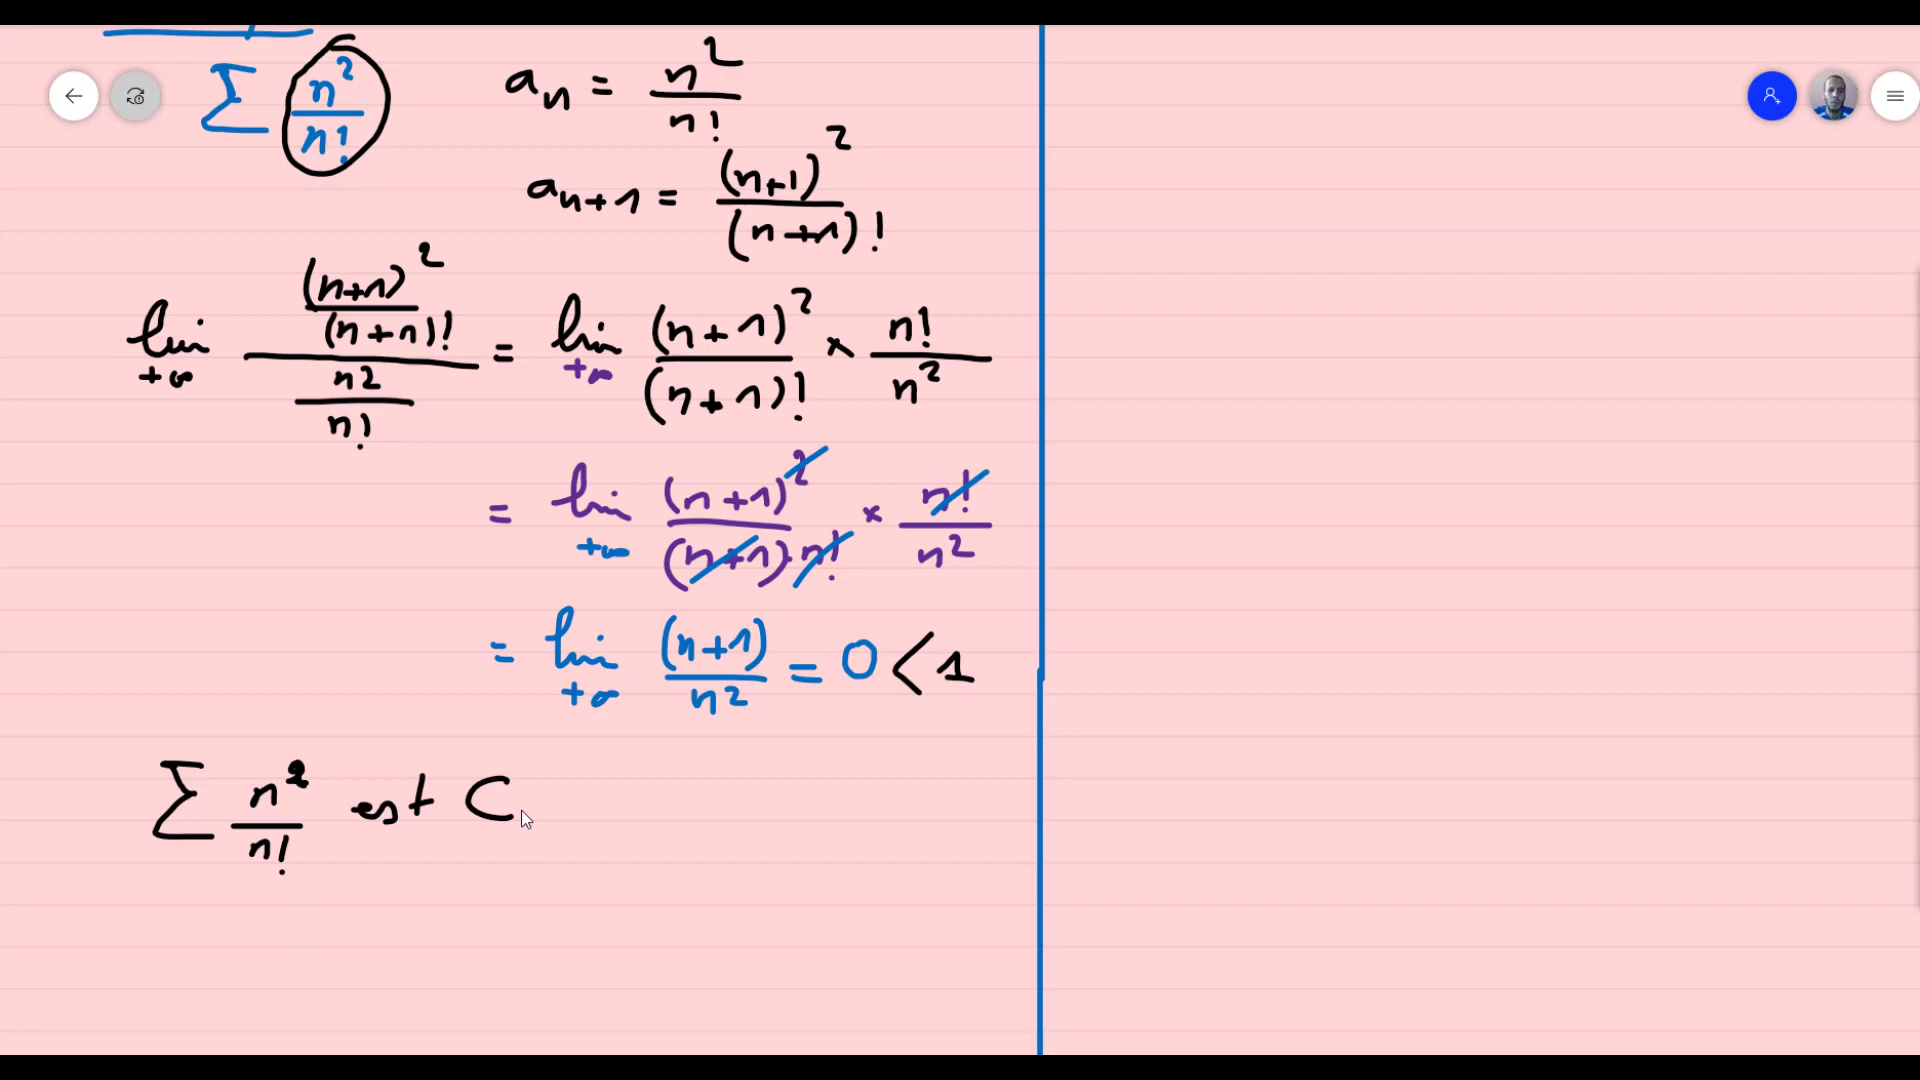 ∑ n²/n!    aₙ = n²/n!
aₙ₊₁ = (n+1)²/(n+1)!
lim +∞ ((n+1)²/(n+1)!)/(n2/n!) = lim +∞ (n+1)²/(n+1)! × n!/n²
= lim +∞ (n+1)²/((n+1)·n!) × n!/n2
= lim +∞ (n+1)/n2 = 0 < 1
∑ n²/n! est C